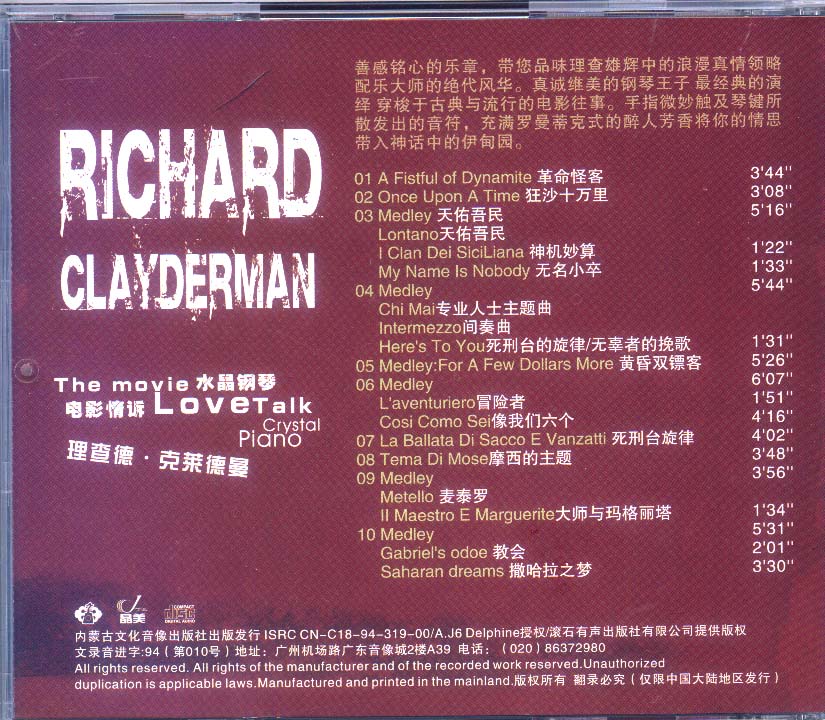 善感铭心的乐章，带您品味理查雄辉中的浪漫真情领略
配乐大师的绝代风华。真诚继美的钢琴王子 最经典的演
绎 穿梭于古典与流行的电影往事。手指微妙触及琴键所
散发出的音符，充满罗曼蒂克式的醉人芳香将你的情思
带入神话中的伊甸园。
RICHARD
CLAYDERMAN
The movie 水晶钢琴
电影情诉 Love Talk
Crystal
Piano
理查德·克莱德曼
01 A Fistful of Dynamite 革命怪客 3'44''
02 Once Upon A Time 狂沙十万里 3'08''
03 Medley 天佑吾民 5'16''
Lontano天佑吾民
I Clan Dei SiciLiana 神机妙算 1'22''
My Name Is Nobody 无名小卒 1'33''
04 Medley 5'44''
Chi Mai专业人士主题曲
Intermezzo间奏曲
Here's To You死刑台的旋律/无辜者的挽歌 1'31''
05 Medley:For A Few Dollars More 黄昏双镖客 5'26''
06 Medley 6'07''
L'aventuriero冒险者 1'51''
Cosi Como Sei像我们六个 4'16''
07 La Ballata Di Sacco E Vanzatti 死刑台旋律 4'02''
08 Tema Di Mose摩西的主题 3'48''
09 Medley 3'56''
Metello 麦泰罗
Il Maestro E Marguerite大师与玛格丽塔 1'34''
10 Medley 5'31''
Gabriel's odoe 教会 2'01''
Saharan dreams 撒哈拉之梦 3'30''
晶美
COMPACT
disc
DIGITAL AUDIO
内蒙古文化音像出版社出版发行 ISRC CN-C18-94-319-00/A.J6 Delphine授权/滚石有声出版社有限公司提供版权
文录音进字:94（第010号）地址：广州机场路广东音像城2楼A39 电话：（020）86372980
All rights reserved. All rights of the manufacturer and of the recorded work reserved.Unauthorized
duplication is applicable laws.Manufactured and printed in the mainland.版权所有 翻录必究（仅限中国大陆地区发行）